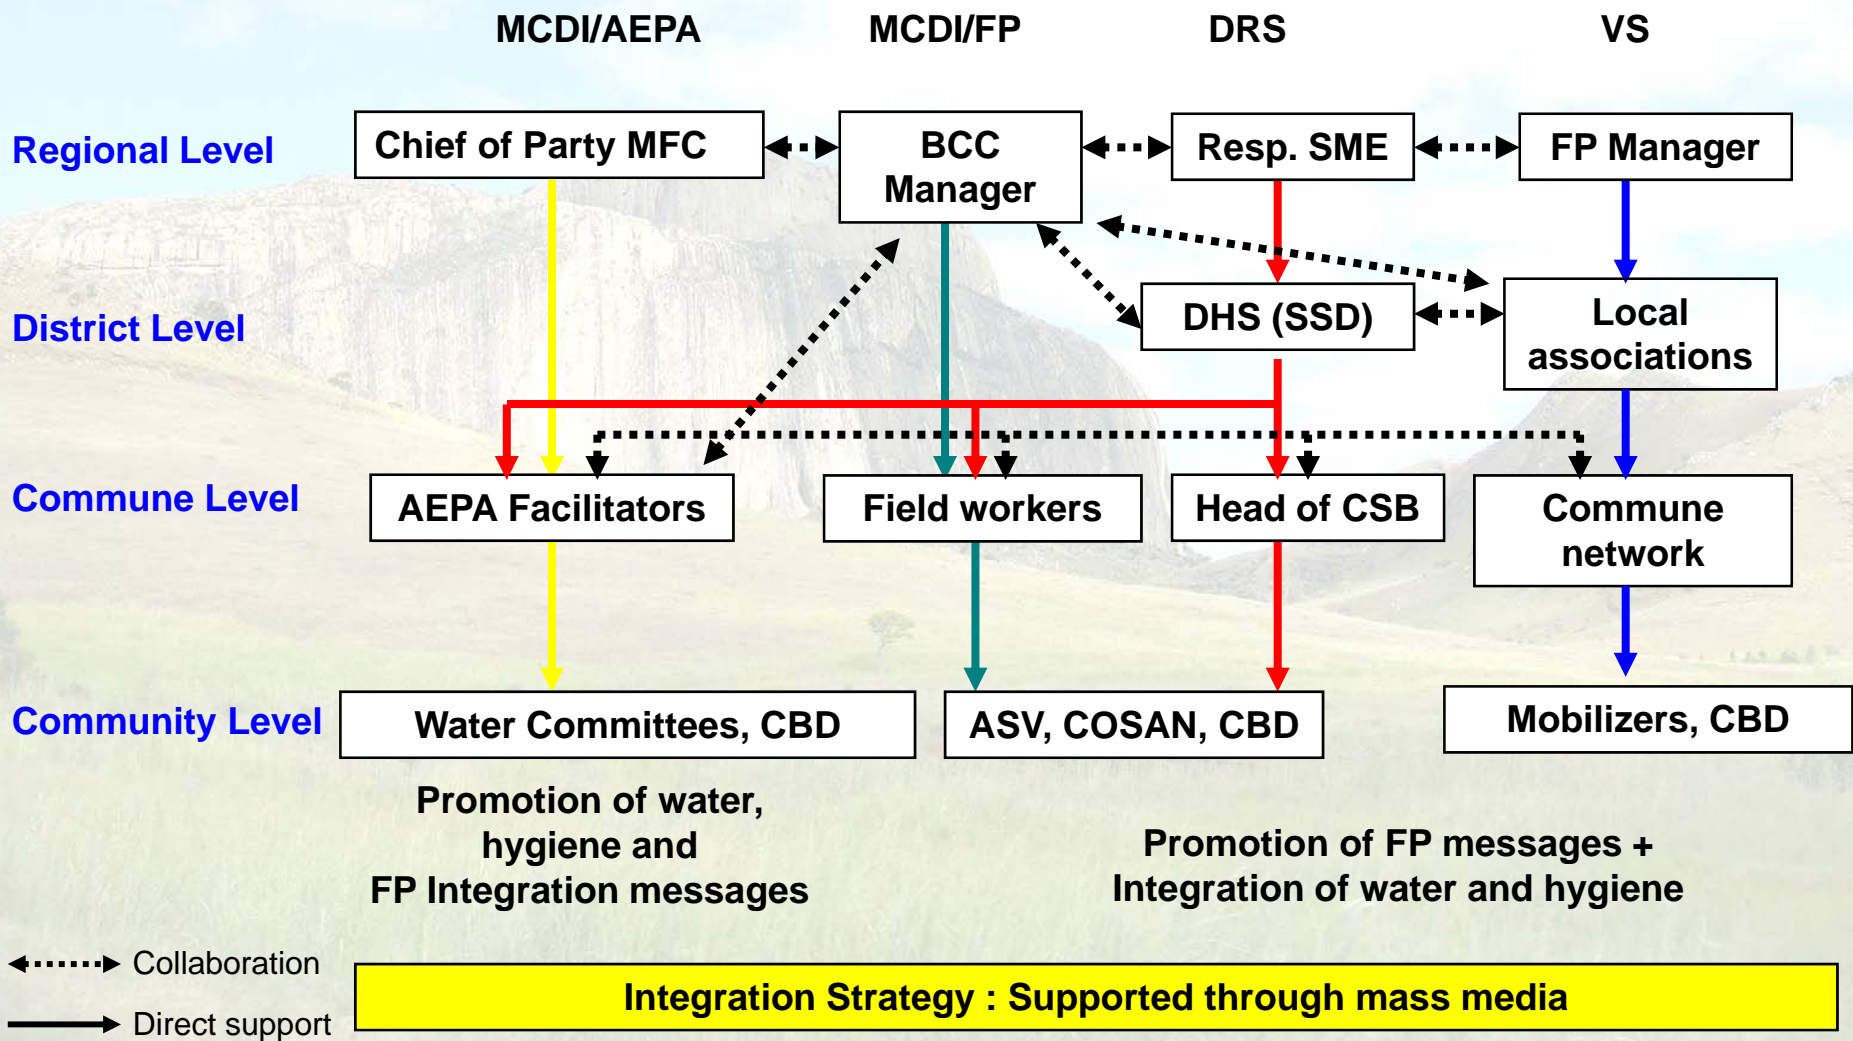 MCDI/AEPA MCDI/FP DRS VS
Regional Level
Chief of Party MFC
BCC
Manager
Resp. SME
FP Manager
District Level
DHS (SSD)
Local
associations
Commune Level
AEPA Facilitators
Field workers
Head of CSB
Commune
network
Community Level
Water Committees, CBD
ASV, COSAN, CBD
Mobilizers, CBD
Promotion of water,
hygiene and
FP Integration messages
Promotion of FP messages +
Integration of water and hygiene
Collaboration
Direct support
Integration Strategy : Supported through mass media